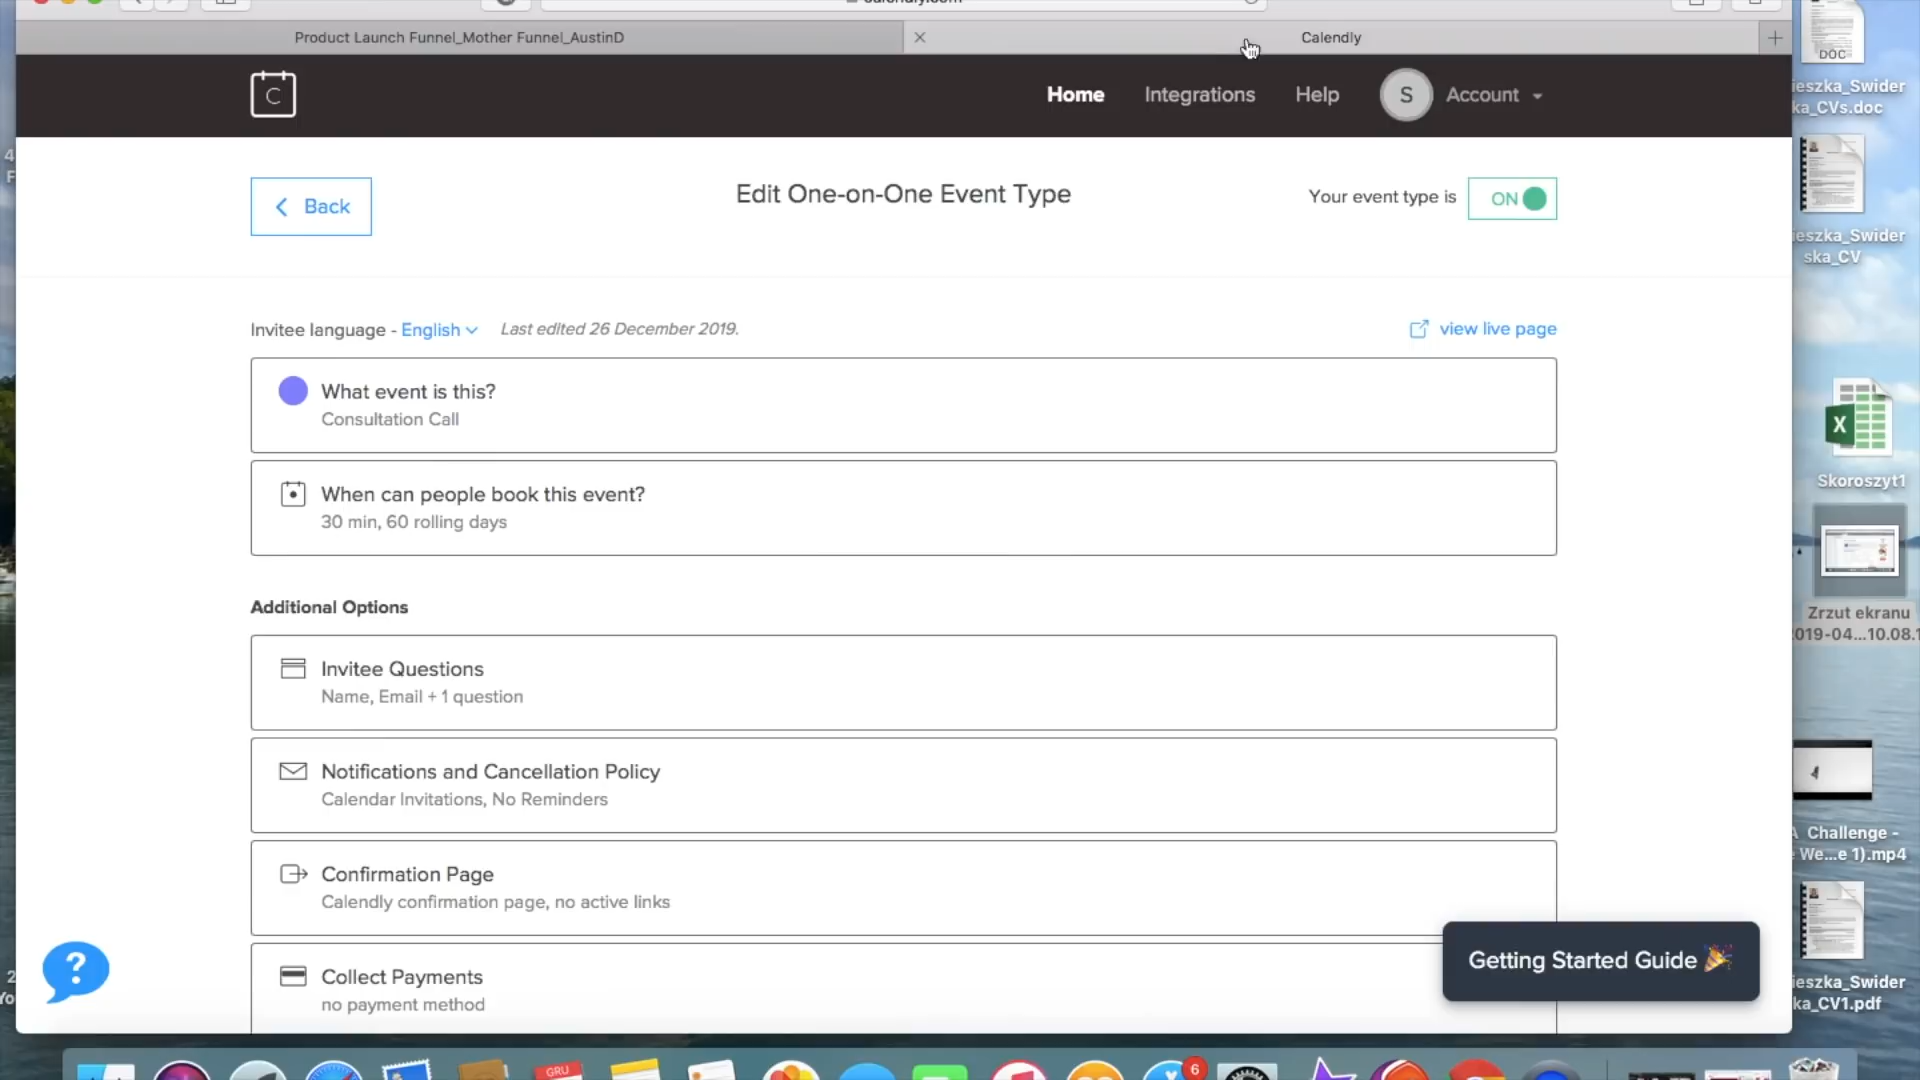 Product Launch Funnel_Mother Funnel_AustinD
Calendly
C
Home
Integrations
Help
S
Account
Back
Edit One-on-One Event Type
Your event type is
ON
Invitee language - English
Last edited 26 December 2019.
view live page
What event is this?
Consultation Call
When can people book this event?
30 min, 60 rolling days
Additional Options
Invitee Questions
Name, Email + 1 question
Notifications and Cancellation Policy
Calendar Invitations, No Reminders
Confirmation Page
Calendly confirmation page, no active links
Collect Payments
no payment method
Getting Started Guide 🎉
?
DOC
ieszka_Swider
ka_CVs.doc
ieszka_Swider
ska_CV
X
Skoroszyt1
Zrzut ekranu
2019-04...10.08.1
Challenge -
We...e 1).mp4
ieszka_Swider
ka_CV1.pdf
GRU
6